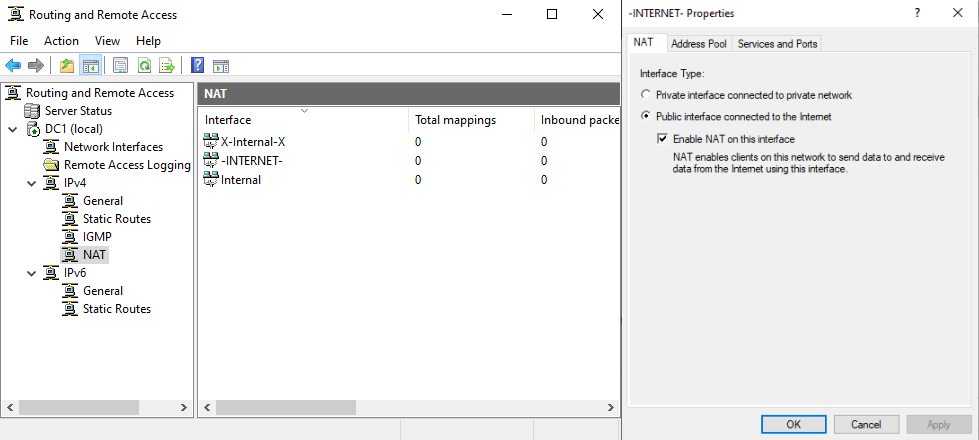 Routing and Remote Access
File Action View Help
Routing and Remote Access
Server Status
DC1 (local)
Network Interfaces
Remote Access Logging
IPv4
General
Static Routes
IGMP
NAT
IPv6
General
Static Routes
NAT
Interface Total mappings Inbound packe
X-Internal-X 0 0
-INTERNET- 0 0
Internal 0 0
-INTERNET- Properties
NAT Address Pool Services and Ports
Interface Type:
Private interface connected to private network
Public interface connected to the Internet
Enable NAT on this interface
NAT enables clients on this network to send data to and receive
data from the Internet using this interface.
OK Cancel Apply